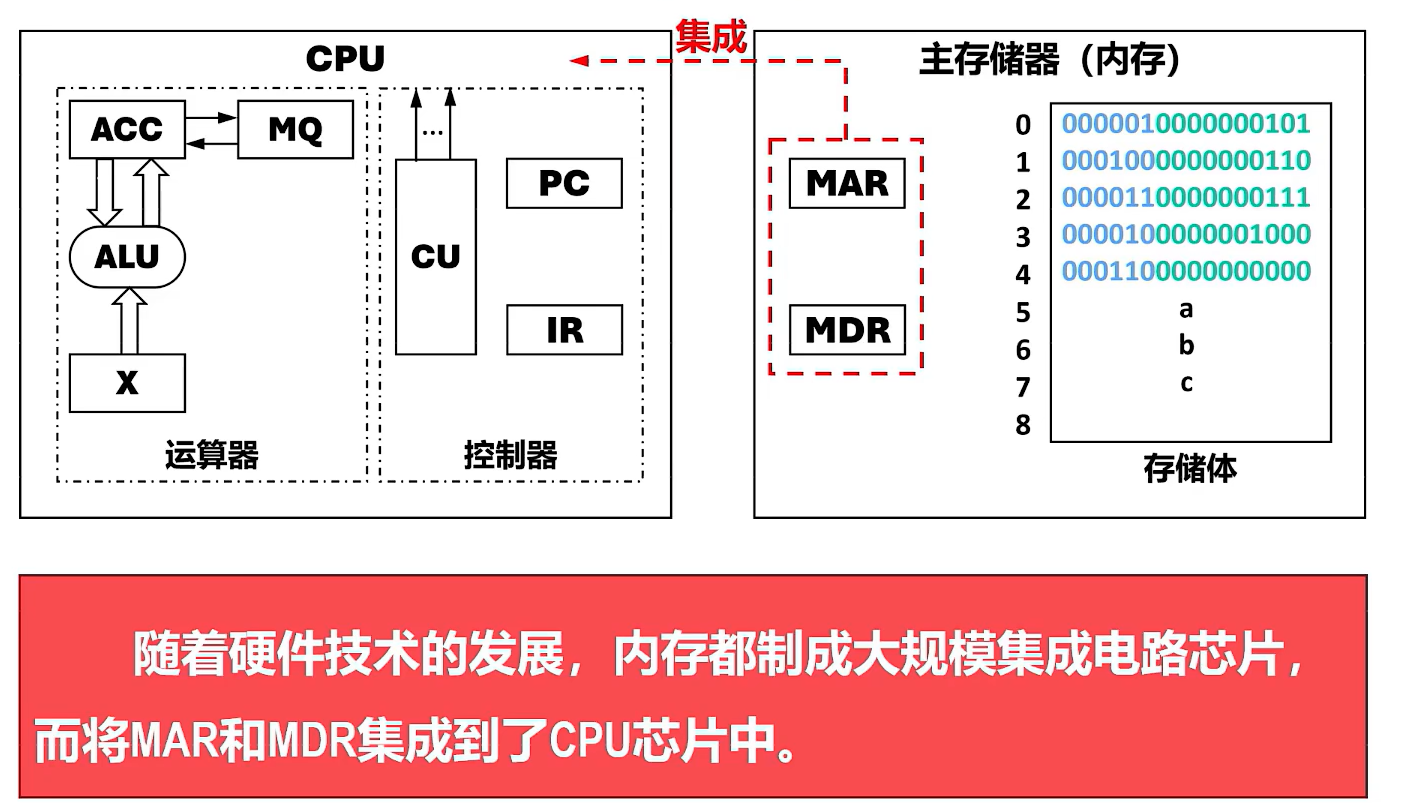 集成
CPU
主存储器（内存）
ACC
MQ
...
PC
CU
ALU
IR
X
运算器
控制器
MAR
MDR
0 0000010000000101
1 0001000000000110
2 0000110000000111
3 0000100000001000
4 0001100000000000
5 a
6 b
7 c
8
存储体
随着硬件技术的发展，内存都制成大规模集成电路芯片，
而将MAR和MDR集成到了CPU芯片中。